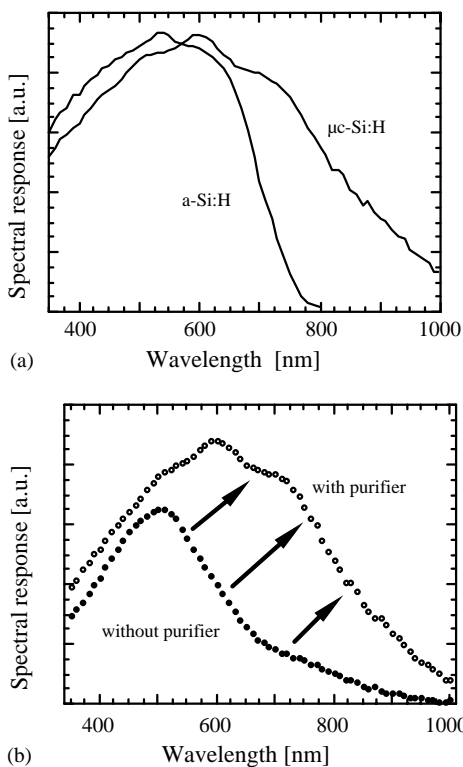 Spectral response [a.u.]
µc-Si:H
a-Si:H
400 600 800 1000
(a)
Wavelength [nm]
Spectral response [a.u.]
with purifier
without purifier
400 600 800 1000
(b)
Wavelength [nm]